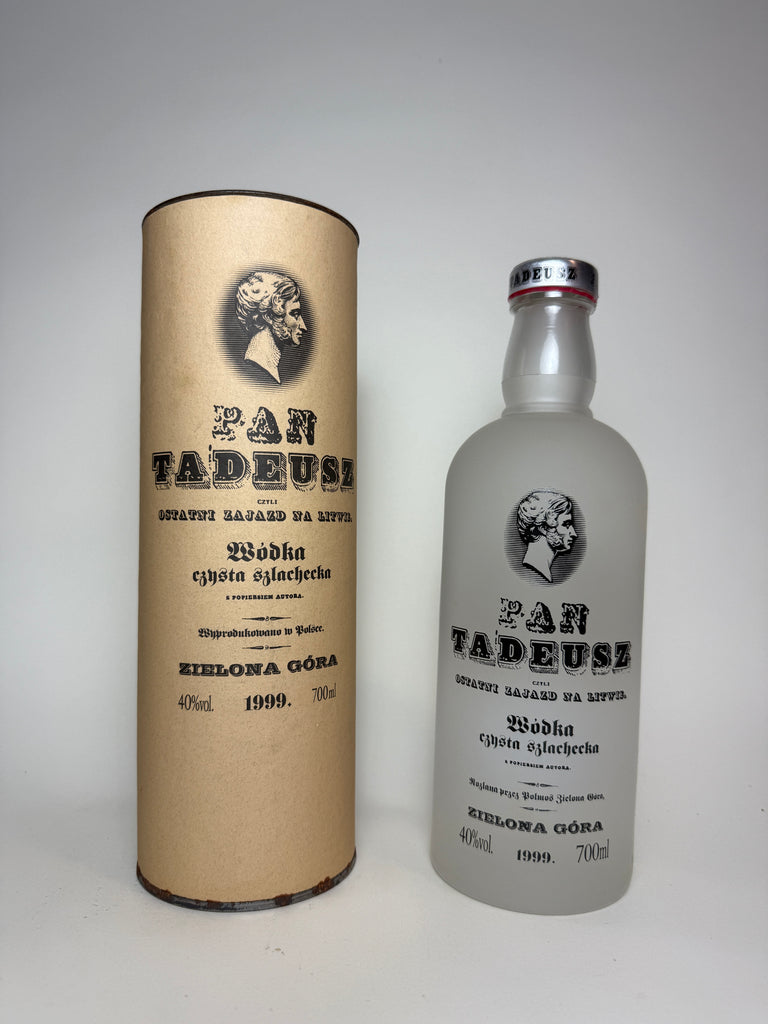 PAN
TADEUSZ
CZYLI
OSTATNI ZAJAZD NA LITWIE.
Wódka
czysta szlachecka
Z POPIERSIEM AUTORA.
Wyprodukowano w Polsce.
ZIELONA GÓRA
40%vol. 1999. 700ml
TADEUSZ
PAN
TADEUSZ
CZYLI
OSTATNI ZAJAZD NA LITWIE.
Wódka
czysta szlachecka
Z POPIERSIEM AUTORA.
Rozlana przez Polmos Zielona Góra,
ZIELONA GÓRA
40%vol. 1999. 700ml